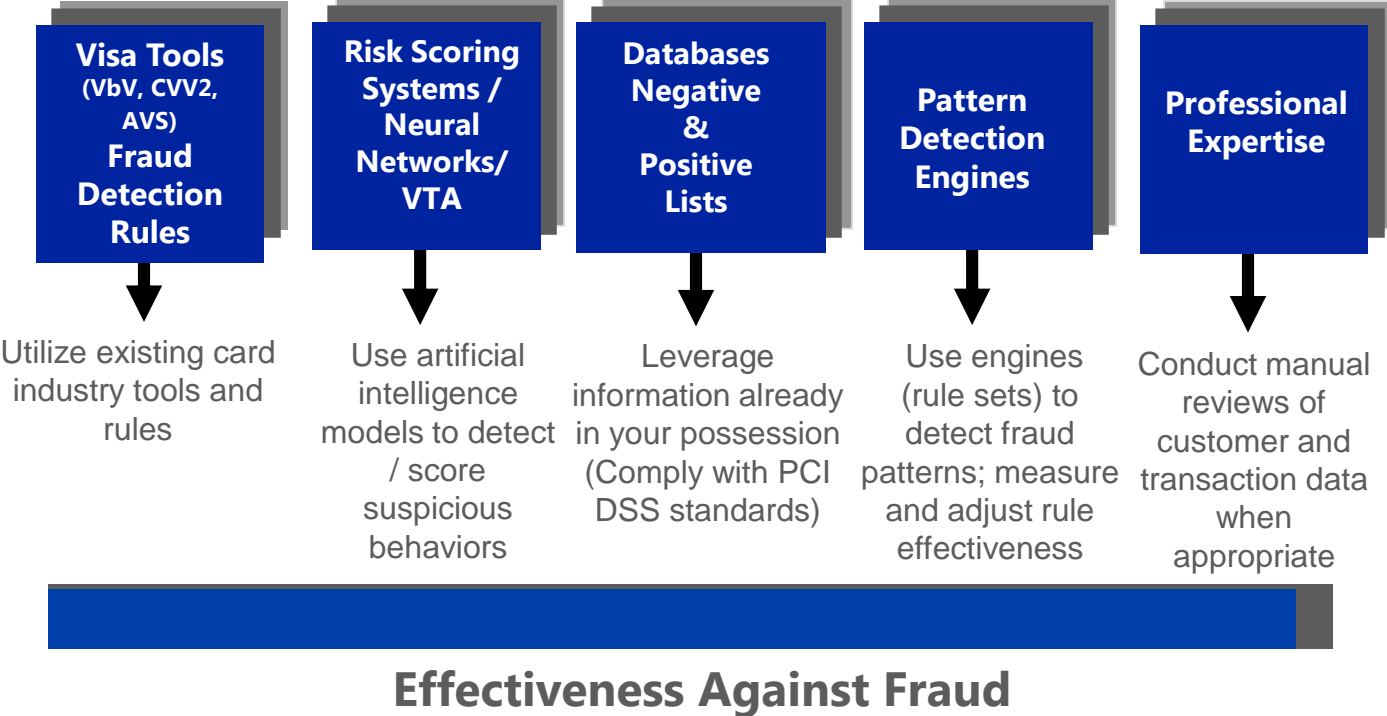 Visa Tools
(VbV, CVV2,
AVS)
Fraud
Detection
Rules
Risk Scoring
Systems /
Neural
Networks/
VTA
Databases
Negative
&
Positive
Lists
Pattern
Detection
Engines
Professional
Expertise
Utilize existing card
industry tools and
rules
Use artificial
intelligence
models to detect
/ score
suspicious
behaviors
Leverage
information already
in your possession
(Comply with PCI
DSS standards)
Use engines
(rule sets) to
detect fraud
patterns; measure
and adjust rule
effectiveness
Conduct manual
reviews of
customer and
transaction data
when
appropriate
Effectiveness Against Fraud